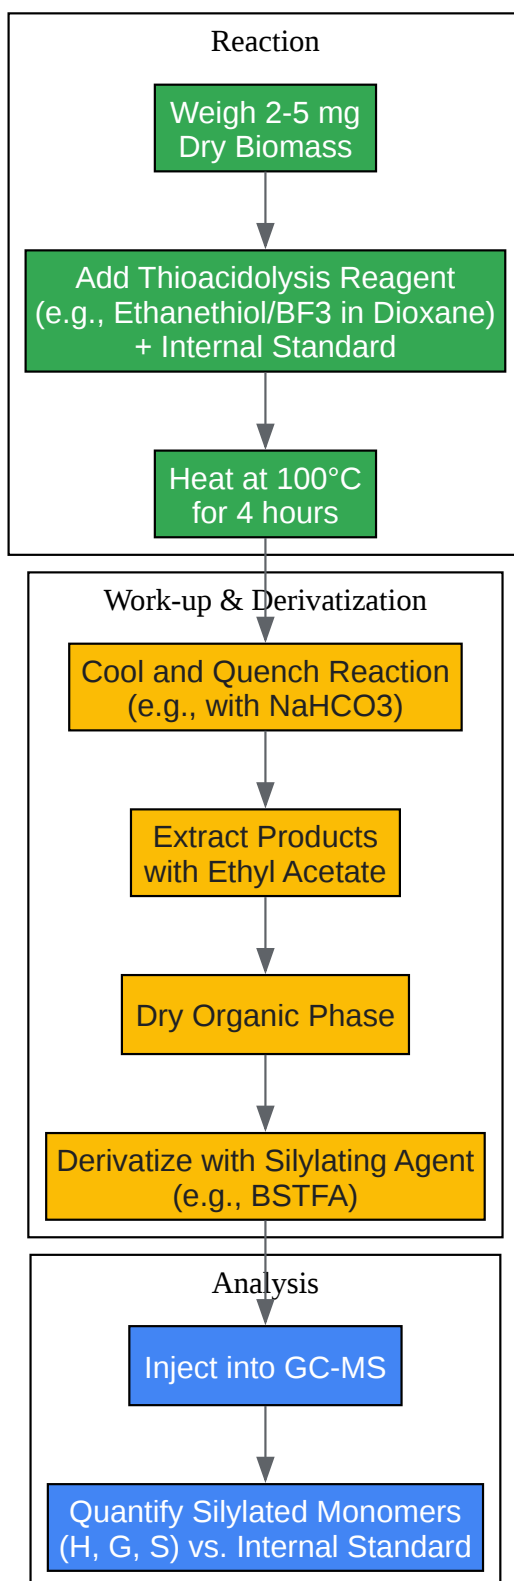 Reaction
Weigh 2-5 mg
Dry Biomass
Add Thioacidolysis Reagent
(e.g., Ethanethiol/BF3 in Dioxane)
+ Internal Standard
Heat at 100°C
for 4 hours
Work-up & Derivatization
Cool and Quench Reaction
(e.g., with NaHCO3)
Extract Products
with Ethyl Acetate
Dry Organic Phase
Derivatize with Silylating Agent
(e.g., BSTFA)
Analysis
Inject into GC-MS
Quantify Silylated Monomers
(H, G, S) vs. Internal Standard